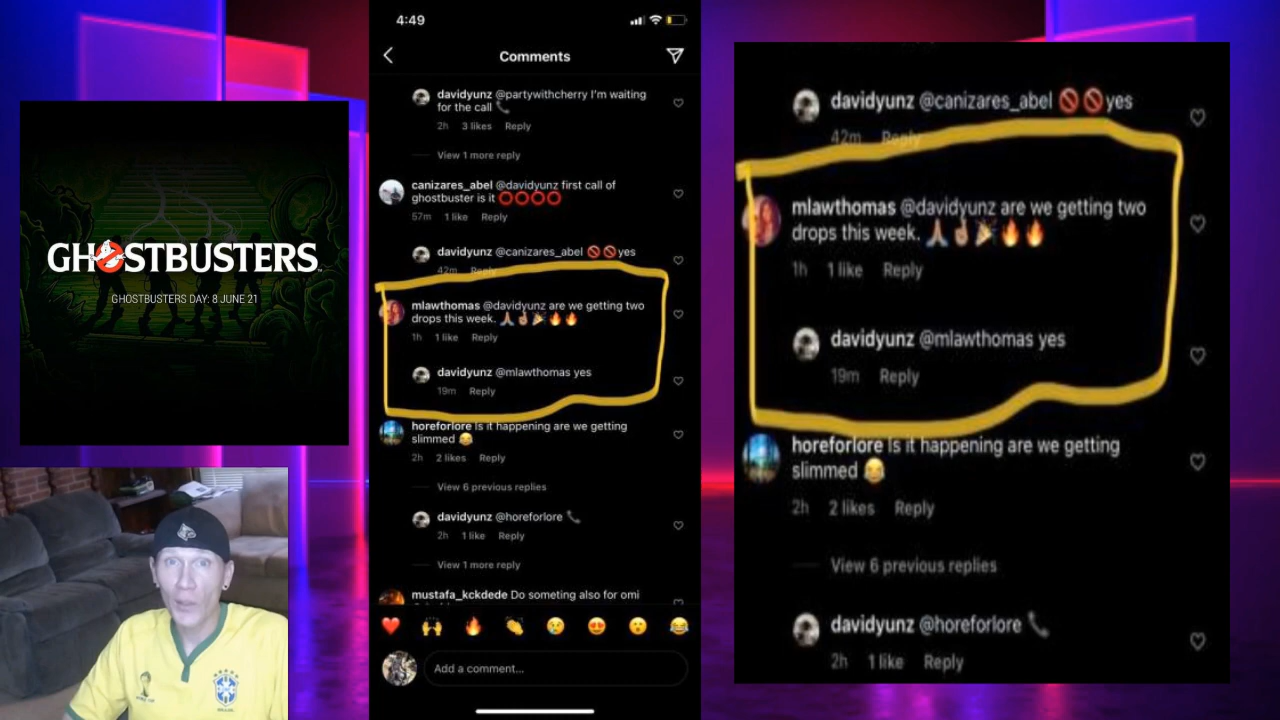 GHOSTBUSTERS
GHOSTBUSTERS DAY: 8 JUNE 21
4:49
Comments
davidyunz @partywithcherry I'm waiting
for the call 📞
2h 3 likes Reply
View 1 more reply
canizares_abel @davidyunz first call of
ghostbuster is it ⭕⭕⭕⭕
57m 1 like Reply
davidyunz @canizares_abel 🚫🚫yes
42m Reply
mlawthomas @davidyunz are we getting two
drops this week. 🙏🏽☝🏽🎉🔥🔥
1h 1 like Reply
davidyunz @mlawthomas yes
19m Reply
horeforlore Is it happening are we getting
slimmed 😂
2h 2 likes Reply
View 6 previous replies
davidyunz @horeforlore 📞
2h 1 like Reply
View 1 more reply
mustafa_kckdede Do someting also for omi
Add a comment...
davidyunz @canizares_abel 🚫🚫yes
42m Reply
mlawthomas @davidyunz are we getting two
drops this week. 🙏🏽☝🏽🎉🔥🔥
1h 1 like Reply
davidyunz @mlawthomas yes
19m Reply
horeforlore Is it happening are we getting
slimmed 😂
2h 2 likes Reply
View 6 previous replies
davidyunz @horeforlore 📞
2h 1 like Reply